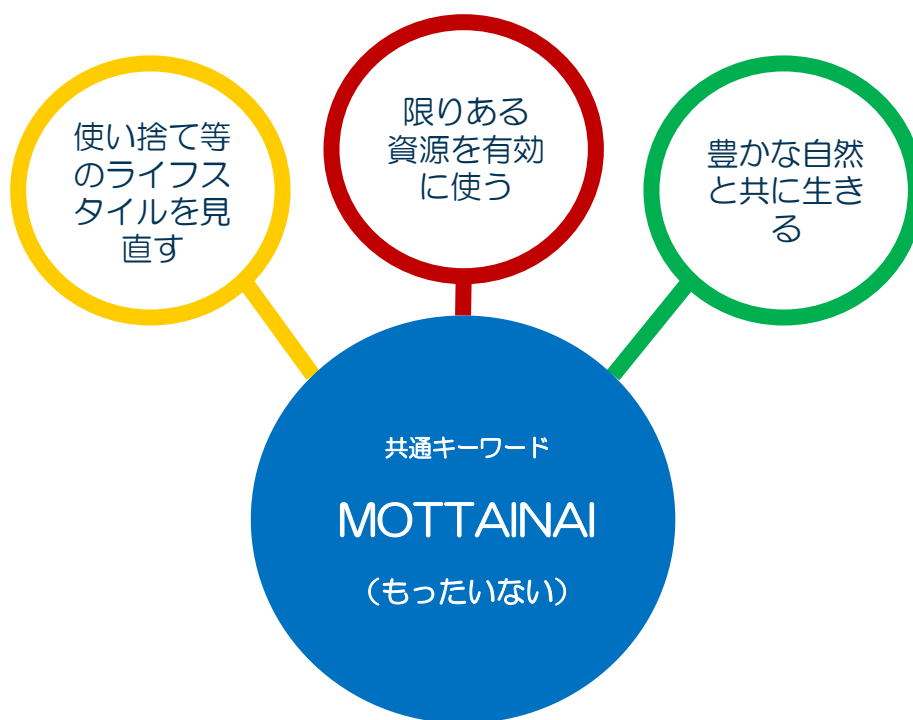 使い捨て等
のライフス
タイルを見
直す
限りある
資源を有効
に使う
豊かな自然
と共に生き
る
共通キーワード
MOTTAINAI
（もったいない）